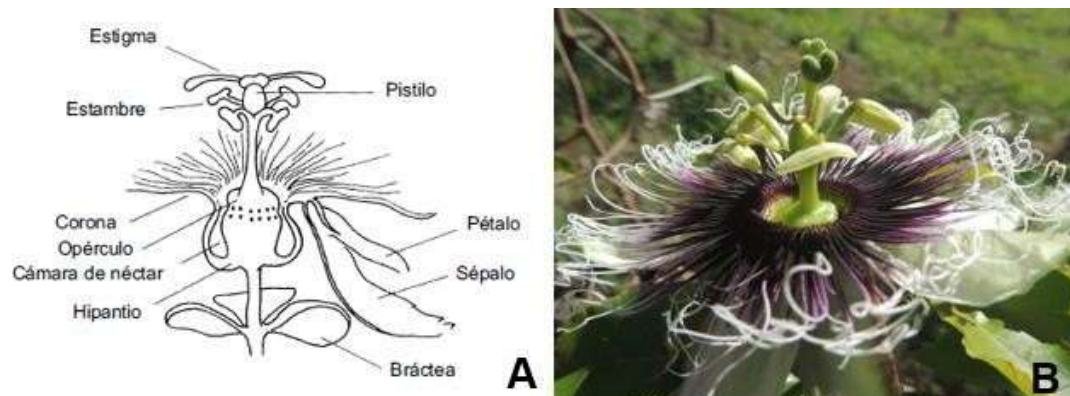 Estigma
Pistilo
Estambre
Corona
Opérculo
Cámara de néctar
Hipantio
Pétalo
Sépalo
Bráctea
A
B